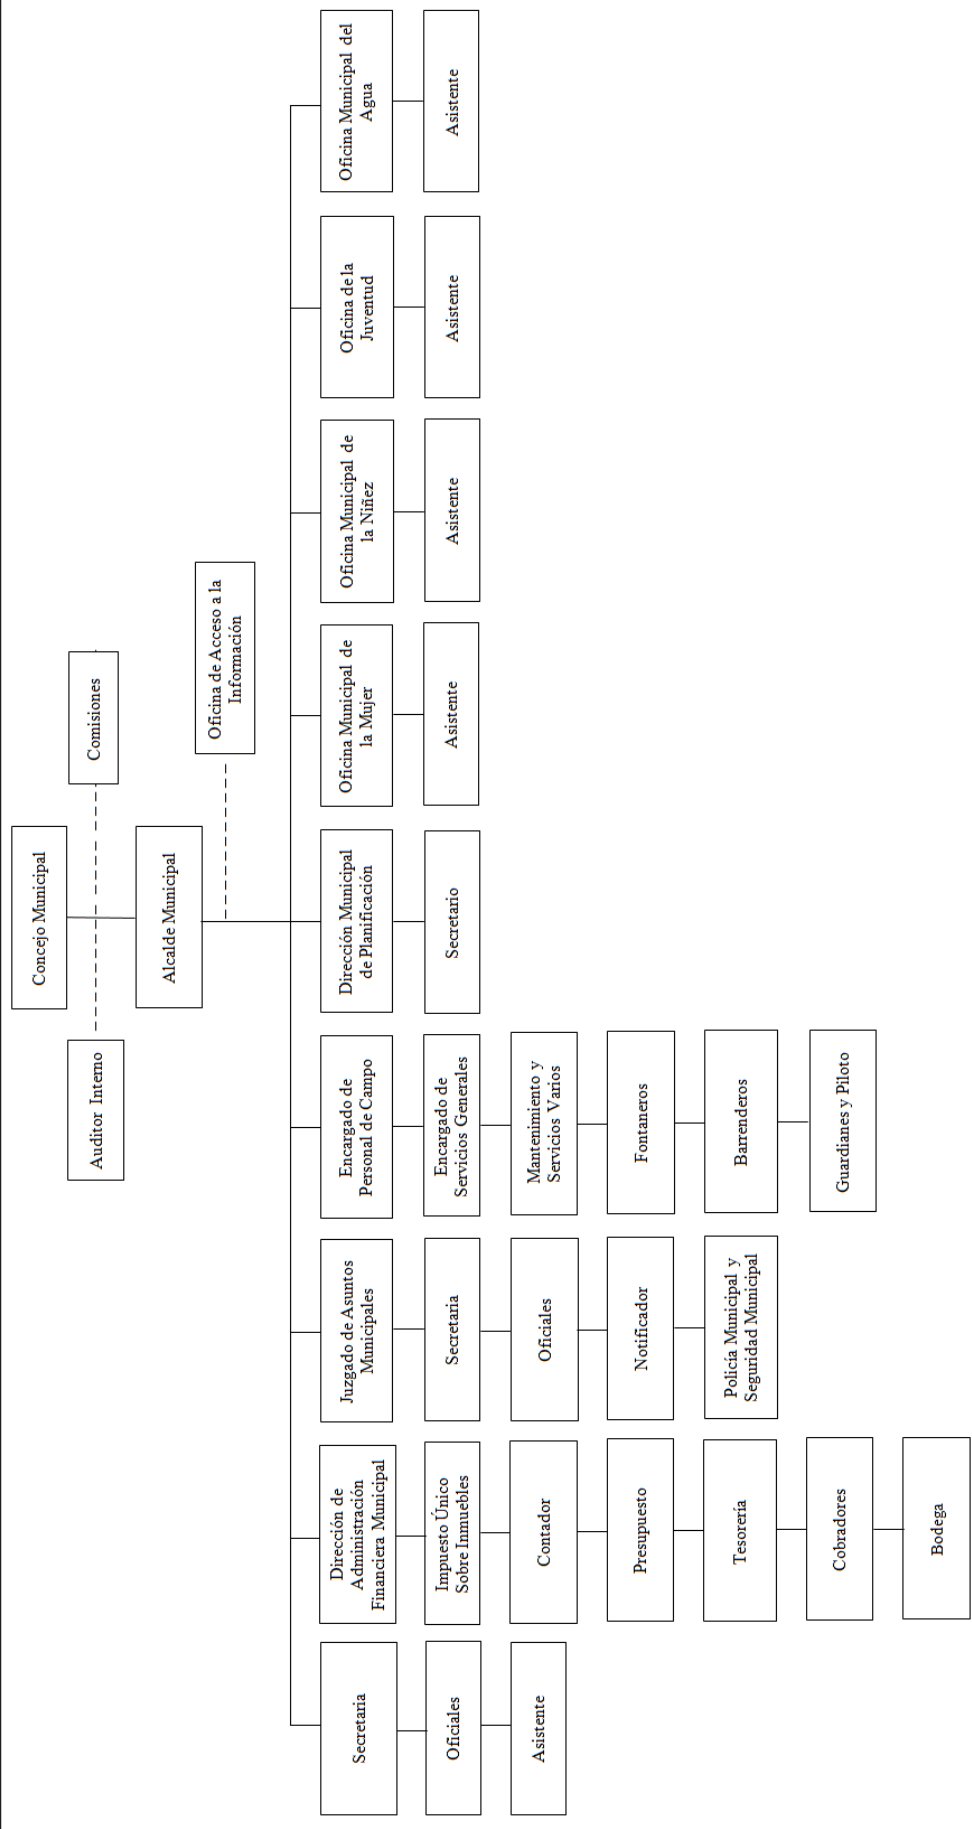 Concejo Municipal
Auditor Interno
Comisiones
Alcalde Municipal
Oficina de Acceso a la
Información
Secretaria
Oficiales
Asistente
Dirección de
Administración
Financiera Municipal
Impuesto Único
Sobre Inmuebles
Contador
Presupuesto
Tesorería
Cobradores
Bodega
Juzgado de Asuntos
Municipales
Secretaria
Oficiales
Notificador
Policía Municipal y
Seguridad Municipal
Encargado de
Personal de Campo
Encargado de
Servicios Generales
Mantenimiento y
Servicios Varios
Fontaneros
Barrenderos
Guardianes y Piloto
Dirección Municipal
de Planificación
Secretario
Oficina Municipal de
la Mujer
Asistente
Oficina Municipal de
la Niñez
Asistente
Oficina de la
Juventud
Asistente
Oficina Municipal del
Agua
Asistente